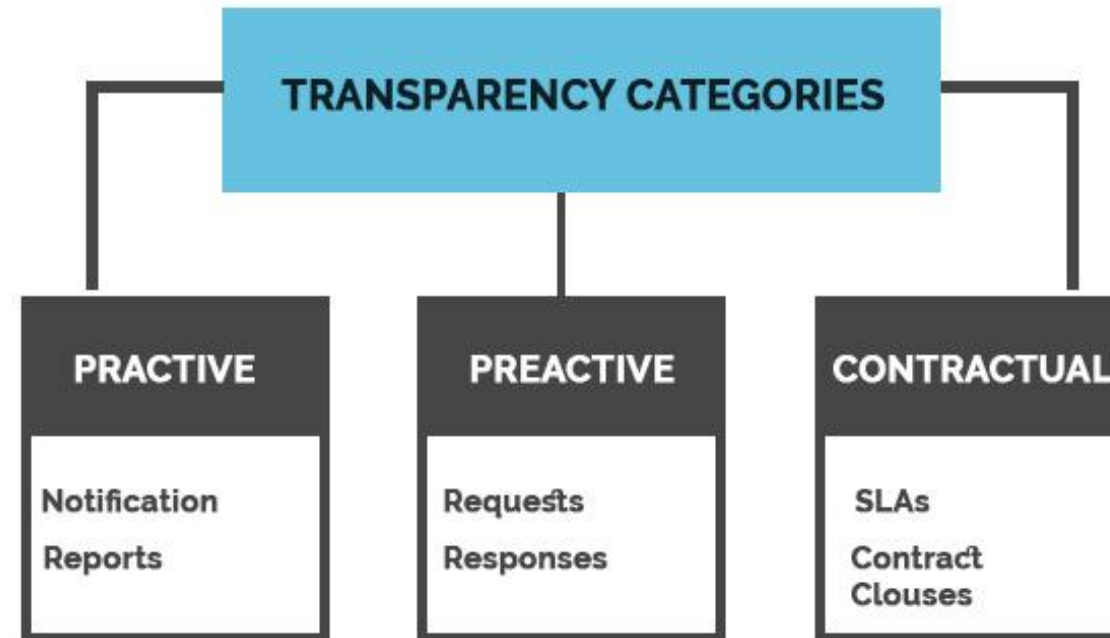 TRANSPARENCY CATEGORIES
PRACTIVE
Notification
Reports
PREACTIVE
Requests
Responses
CONTRACTUAL
SLAs
Contract
Clouses